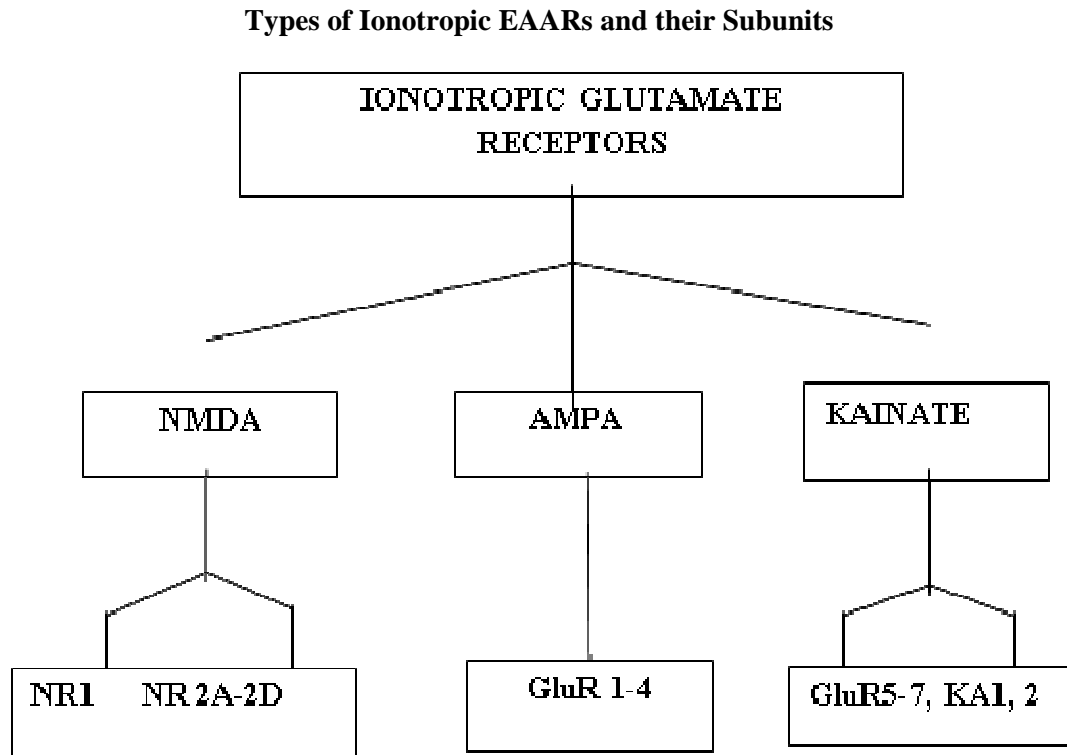 Types of Ionotropic EAARs and their Subunits
IONOTROPIC GLUTAMATE
RECEPTORS
NMDA
AMPA
KAINATE
NR1 NR 2A-2D
GluR 1-4
GluR5-7, KA1, 2